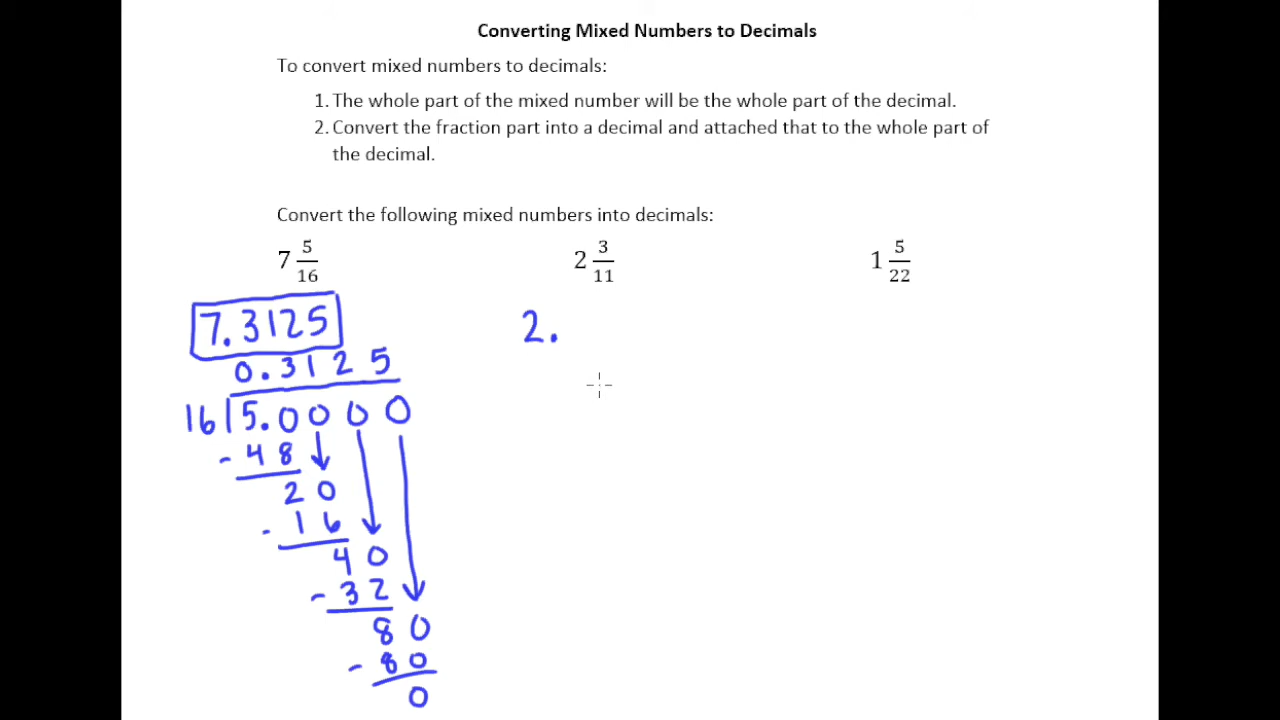 Converting Mixed Numbers to Decimals
To convert mixed numbers to decimals:
1. The whole part of the mixed number will be the whole part of the decimal.
2. Convert the fraction part into a decimal and attached that to the whole part of
the decimal.
Convert the following mixed numbers into decimals:
7 5/16
2 3/11
1 5/22
7.3125
0.3125
16 5.0000
- 48
20
- 16
40
- 32
80
- 80
0
2.